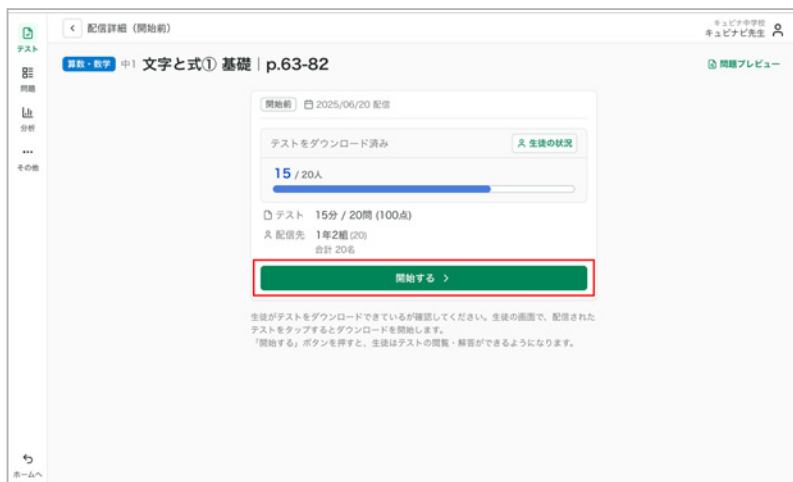 配信詳細（開始前）
キュビナ中学校
キュビナビ先生
テスト
問題
分析
その他
ホームへ
算数・数学 中1 文字と式① 基礎｜p.63-82
問題プレビュー
開始前 2025/06/20 配信
テストをダウンロード済み
生徒の状況
15 / 20人
テスト 15分 / 20問 (100点)
配信先 1年2組 (20)
合計 20名
開始する
生徒がテストをダウンロードできているが確認してください。生徒の画面で、配信された
テストをタップするとダウンロードを開始します。
「開始する」ボタンを押すと、生徒はテストの閲覧・解答ができるようになります。